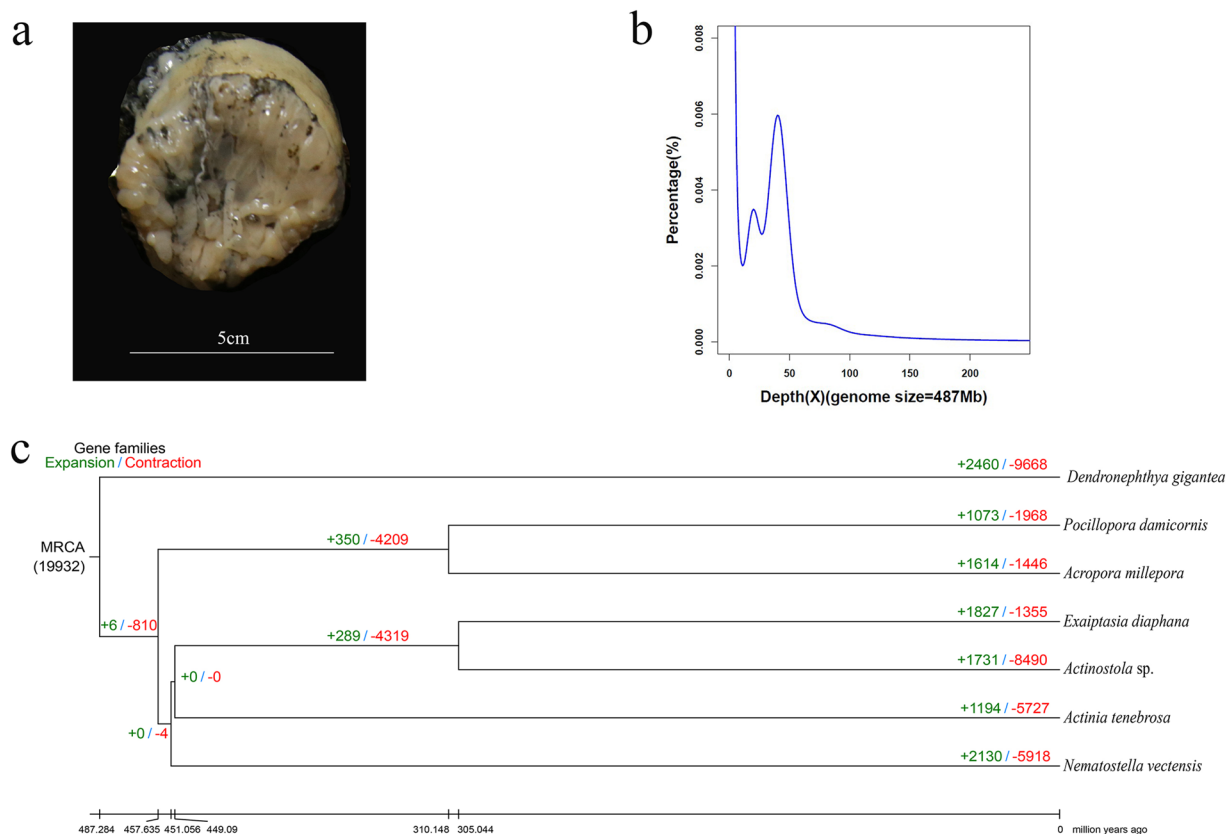 a
5cm
b
Percentage(%)
0.008
0.006
0.004
0.002
0.000
0 50 100 150 200
Depth(X)(genome size=487Mb)
c
Gene families
Expansion / Contraction
MRCA
(19932)
+2460 / -9668
Dendronephthya gigantea
+1073 / -1968
Pocillopora damicornis
+350 / -4209
+1614 / -1446
Acropora millepora
+6 / -810
+1827 / -1355
Exaiptasia diaphana
+289 / -4319
+1731 / -8490
Actinostola sp.
+0 / -0
+1194 / -5727
Actinia tenebrosa
+0 / -4
+2130 / -5918
Nematostella vectensis
487.284 457.635 451.056 449.09 310.148 305.044 0 million years ago